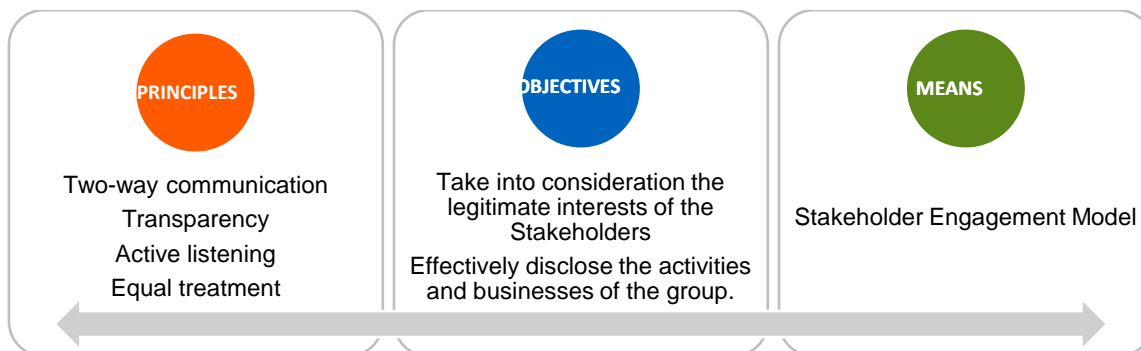 PRINCIPLES
Two-way communication
Transparency
Active listening
Equal treatment
OBJECTIVES
Take into consideration the
legitimate interests of the
Stakeholders
Effectively disclose the activities
and businesses of the group.
MEANS
Stakeholder Engagement Model